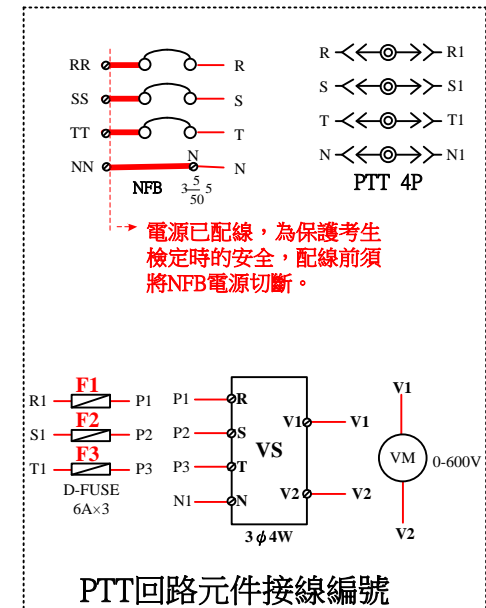 RR R
SS S
TT T
NN N N
NFB 3 5/50 5
R R1
S S1
T T1
N N1
PTT 4P
電源已配線，為保護考生
檢定時的安全，配線前須
將NFB電源切斷。
F1
R1 P1
F2
S1 P2
F3
T1 P3
D-FUSE
6A×3
P1 R
P2 S
P3 T
N1 N
VS
V1 V1
V2 V2
3φ4W
V1
VM 0-600V
V2
PTT回路元件接線編號